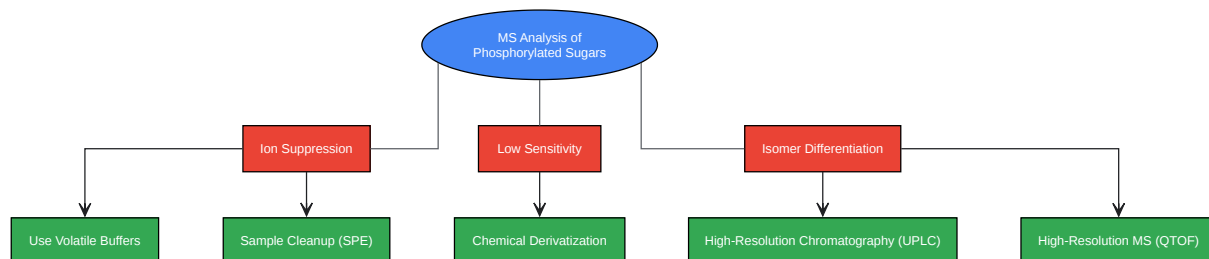 MS Analysis of
Phosphorylated Sugars
Ion Suppression
Low Sensitivity
Isomer Differentiation
Use Volatile Buffers
Sample Cleanup (SPE)
Chemical Derivatization
High-Resolution Chromatography (UPLC)
High-Resolution MS (QTOF)